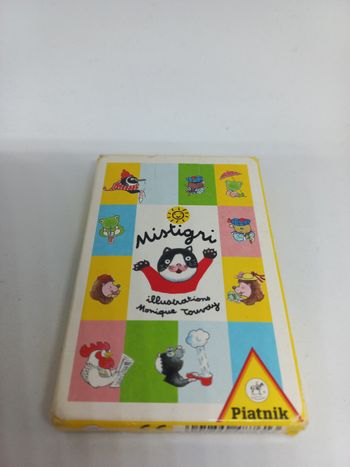 Mistigri
illustrations
Monique Touvay
Piatnik